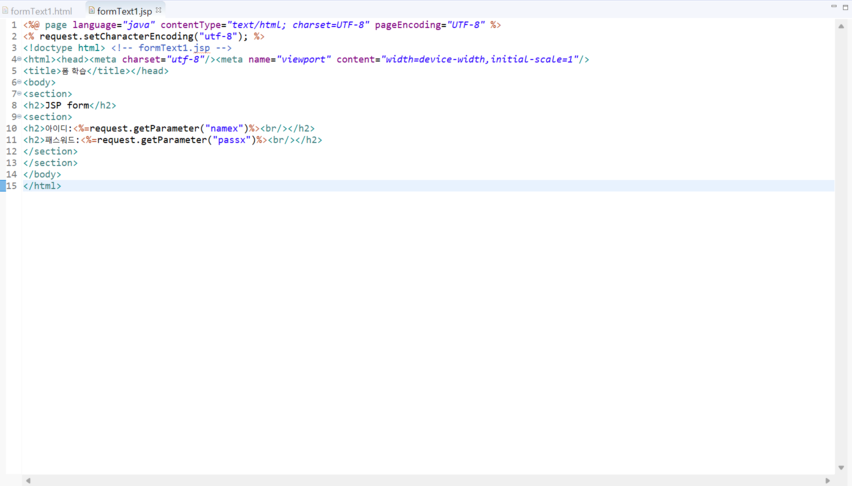 formText1.html formText1.jsp
1 <%@ page language="java" contentType="text/html; charset=UTF-8" pageEncoding="UTF-8" %>
2 <% request.setCharacterEncoding("utf-8"); %>
3 <!doctype html> <!-- formText1.jsp -->
4 <html><head><meta charset="utf-8"/><meta name="viewport" content="width=device-width,initial-scale=1"/>
5 <title>폼 학습</title></head>
6 <body>
7 <section>
8 <h2>JSP form</h2>
9 <section>
10 <h2>아이디:<%=request.getParameter("namex")%><br/></h2>
11 <h2>패스워드:<%=request.getParameter("passx")%><br/></h2>
12 </section>
13 </section>
14 </body>
15 </html>